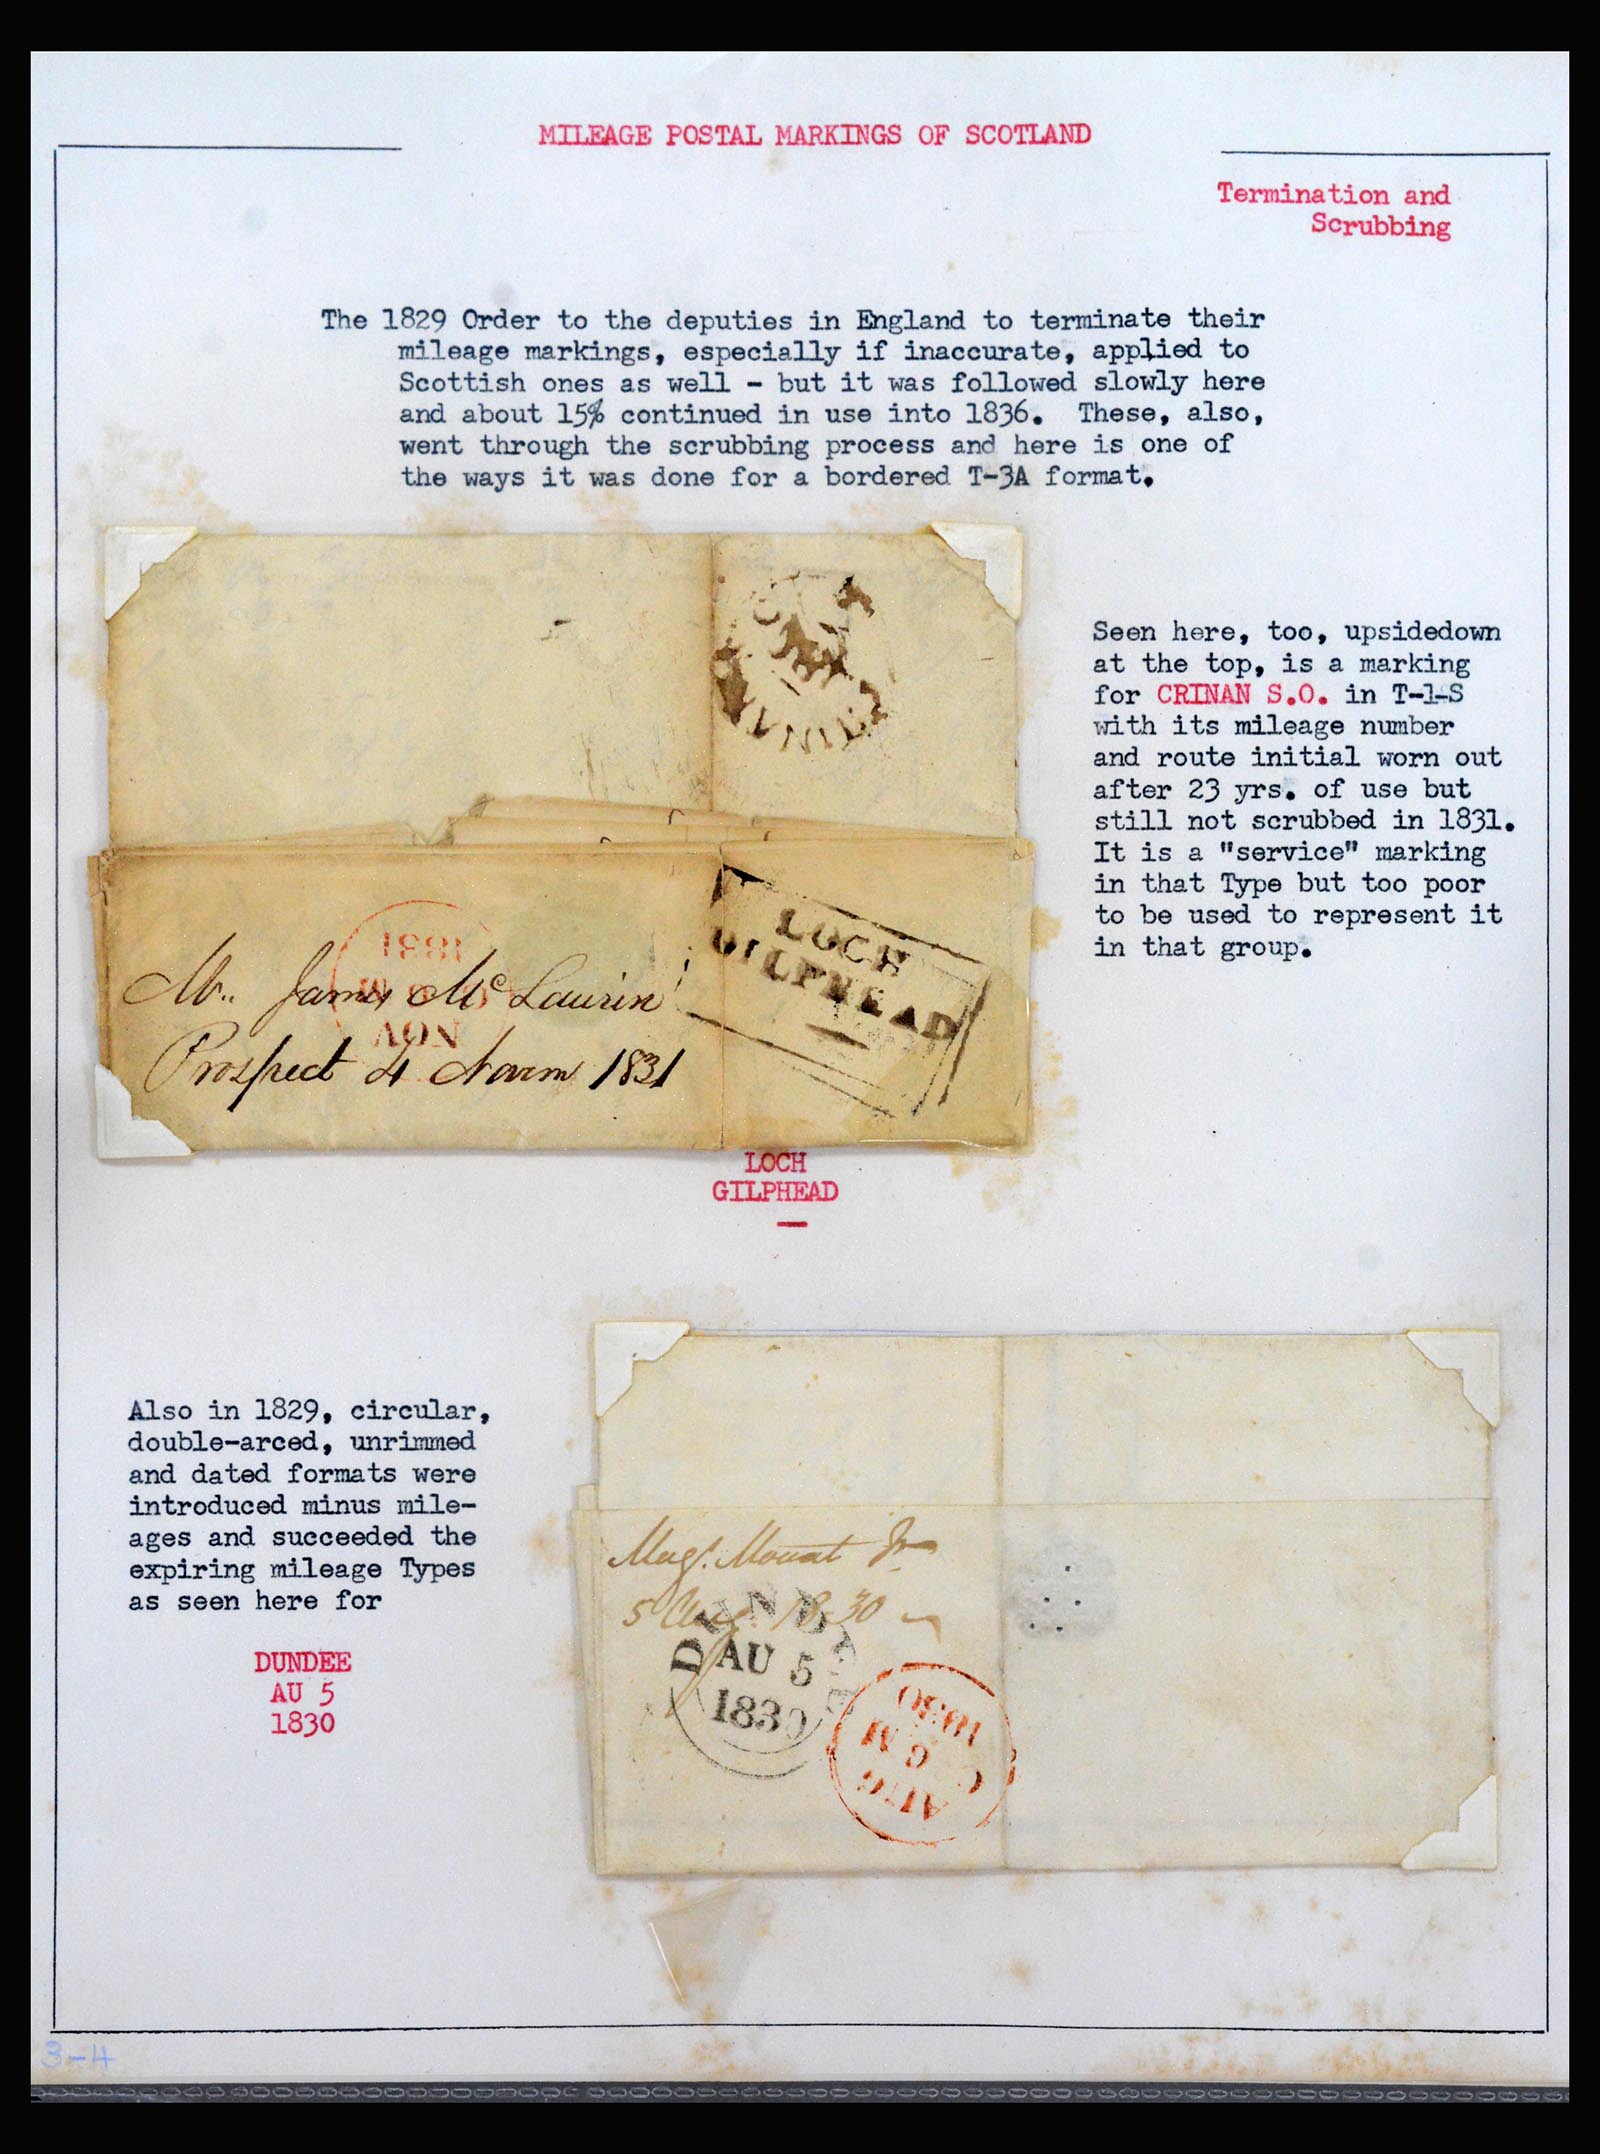 MILEAGE POSTAL MARKINGS OF SCOTLAND
Termination and
Scrubbing
The 1829 Order to the deputies in England to terminate their
mileage markings, especially if inaccurate, applied to
Scottish ones as well - but it was followed slowly here
and about 15% continued in use into 1836. These, also,
went through the scrubbing process and here is one of
the ways it was done for a bordered T-3A format.
Seen here, too, upsidedown
at the top, is a marking
for CRINAN S.O. in T-1-S
with its mileage number
and route initial worn out
after 23 yrs. of use but
still not scrubbed in 1831.
It is a "service" marking
in that Type but too poor
to be used to represent it
in that group.
LOCH
GILPHEAD
1831
NOV
Mr. James McLaurin
Prospect 4 1831
LOCH
GILPHEAD
Also in 1829, circular,
double-arced, unrimmed
and dated formats were
introduced minus mile-
ages and succeeded the
expiring mileage Types
as seen here for
DUNDEE
AU 5
1830
Mouat
5 Aug. 1830
DUNDEE
AU 5
1830
AUG
1830
3-4